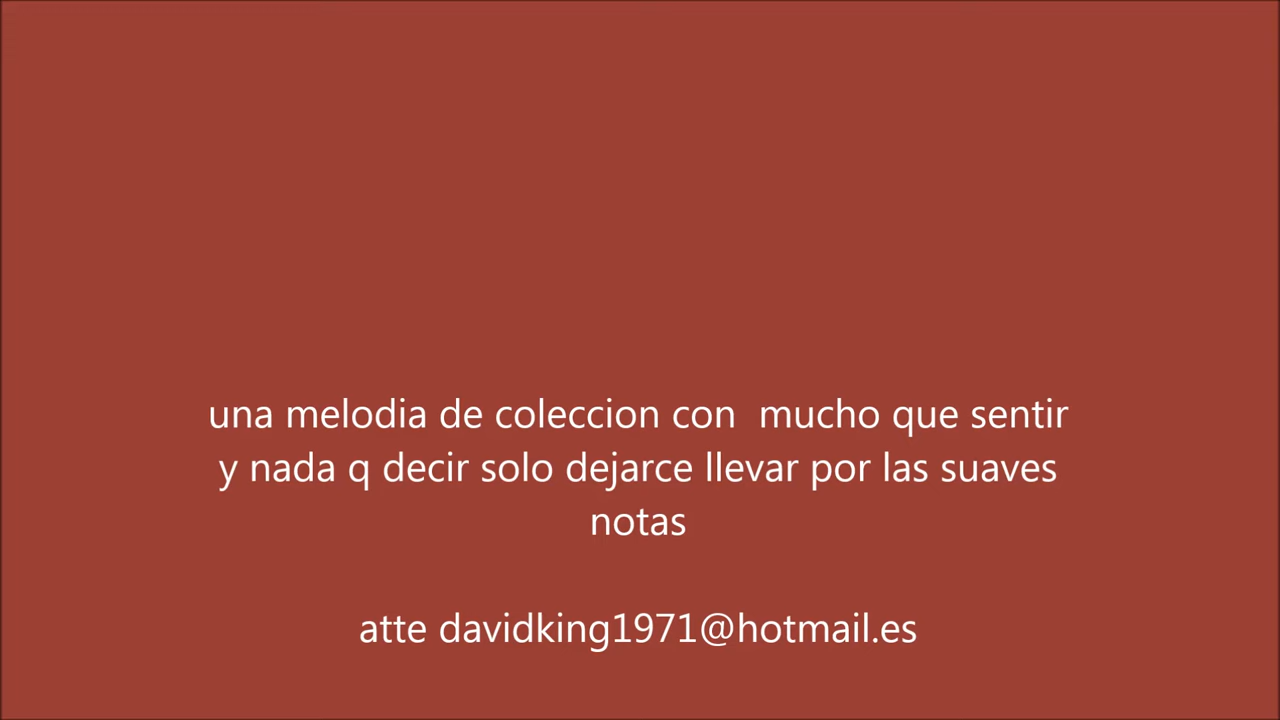 una melodia de coleccion con  mucho que sentir
y nada q decir solo dejarce llevar por las suaves
notas
atte davidking1971@hotmail.es